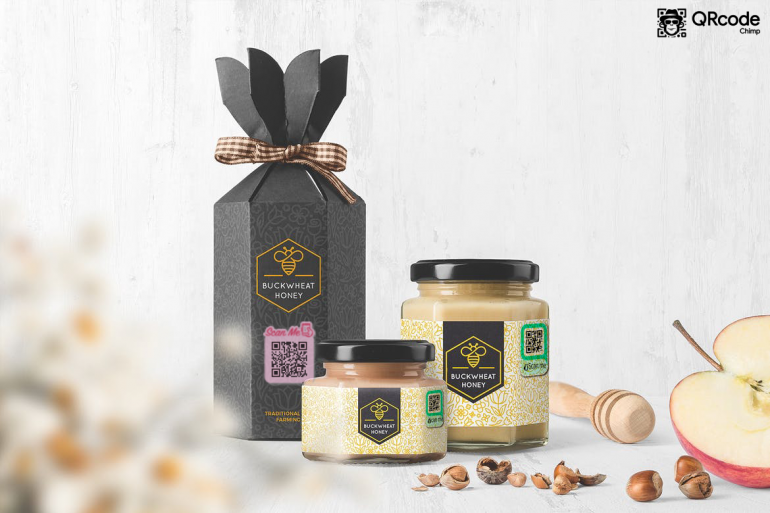 QRcode
Chimp
BUCKWHEAT
HONEY
Scan Me
TRADITIONAL
FARMING
BUCKWHEAT
HONEY
BUCKWHEAT
HONEY